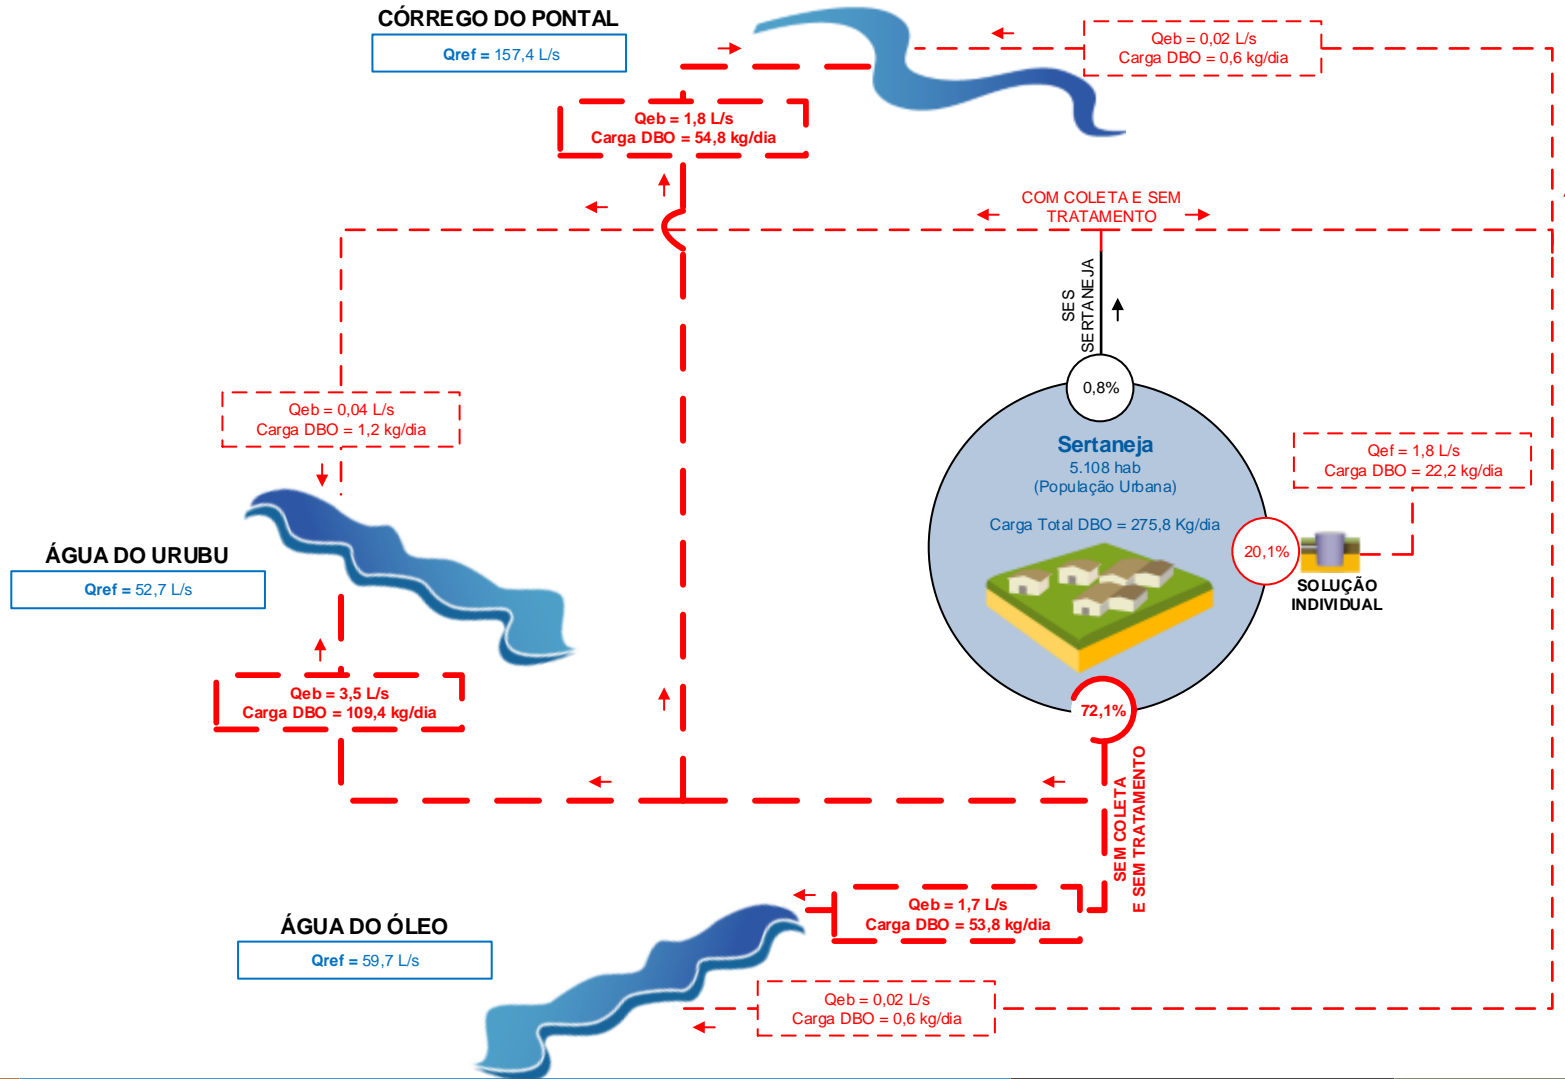 CÓRREGO DO PONTAL
Qref = 157,4 L/s
Qeb = 0,02 L/s
Carga DBO = 0,6 kg/dia
Qeb = 1,8 L/s
Carga DBO = 54,8 kg/dia
COM COLETA E SEM
TRATAMENTO
SES
SERTANEJA
0,8%
Qeb = 0,04 L/s
Carga DBO = 1,2 kg/dia
Sertaneja
5.108 hab
(População Urbana)
Carga Total DBO = 275,8 Kg/dia
Qef = 1,8 L/s
Carga DBO = 22,2 kg/dia
20,1%
SOLUÇÃO
INDIVIDUAL
ÁGUA DO URUBU
Qref = 52,7 L/s
Qeb = 3,5 L/s
Carga DBO = 109,4 kg/dia
72,1%
SEM COLETA
E SEM TRATAMENTO
Qeb = 1,7 L/s
Carga DBO = 53,8 kg/dia
ÁGUA DO ÓLEO
Qref = 59,7 L/s
Qeb = 0,02 L/s
Carga DBO = 0,6 kg/dia